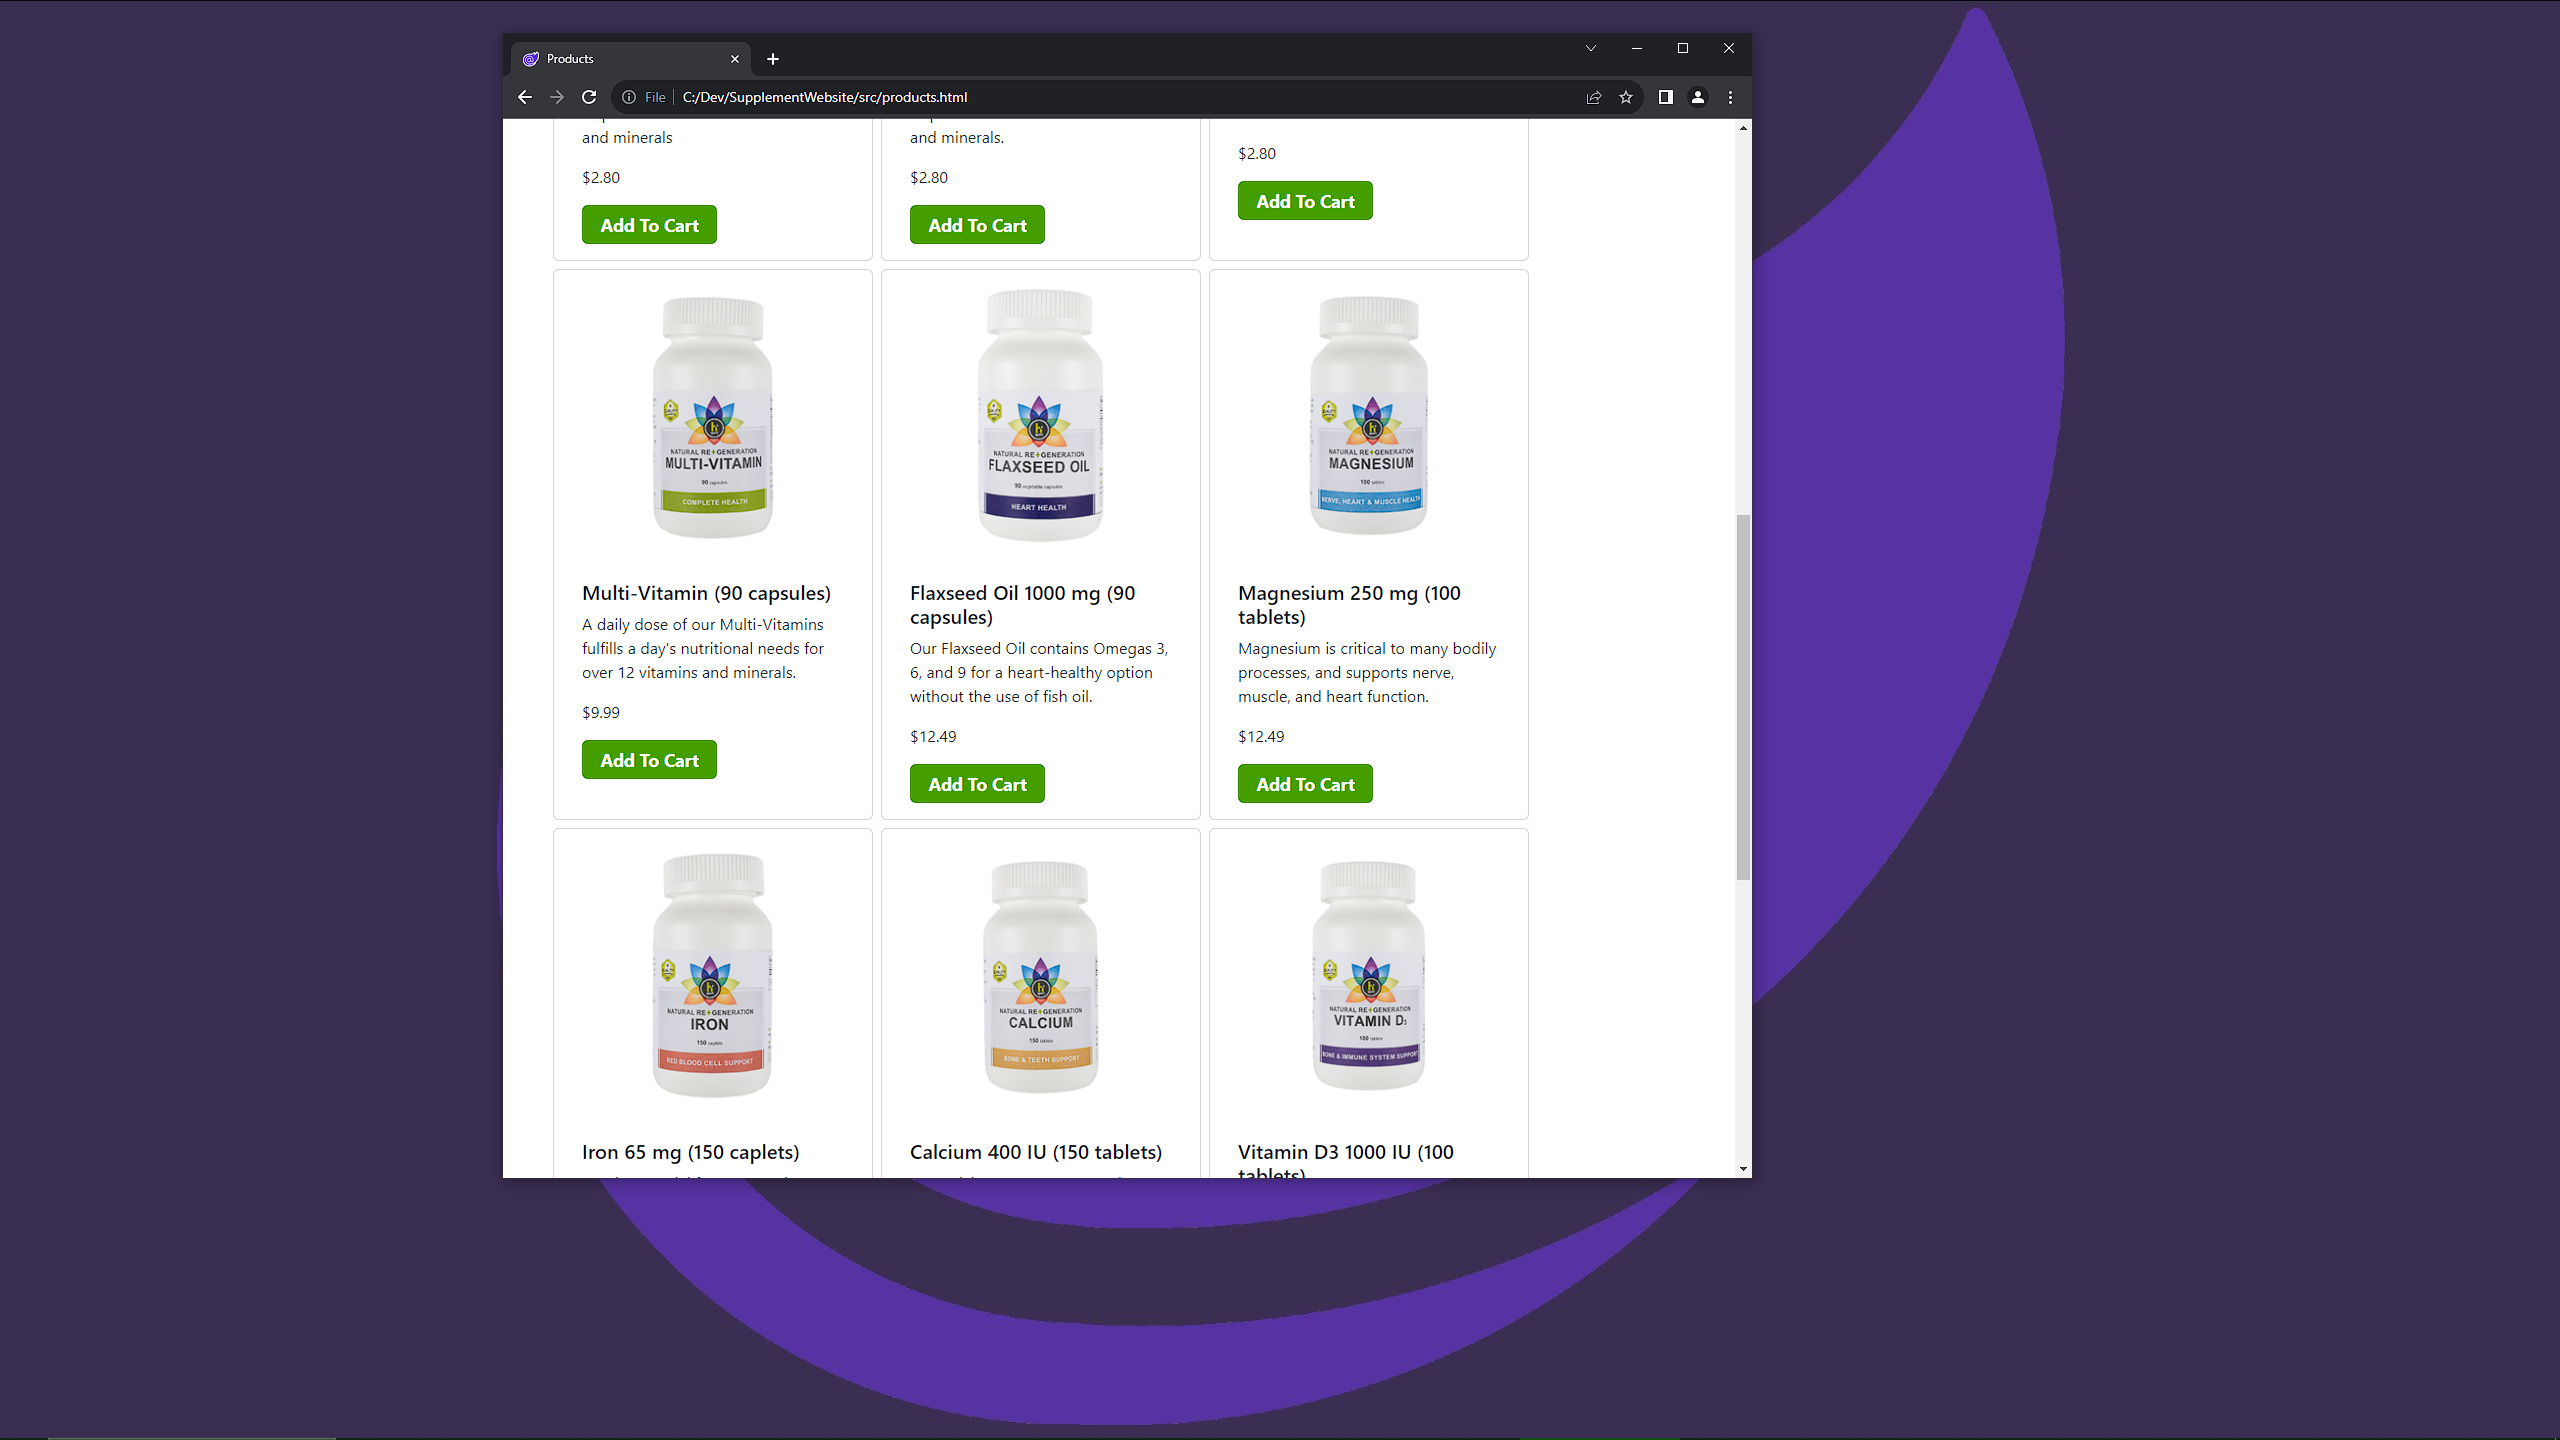 Products
File C:/Dev/SupplementWebsite/src/products.html
and minerals
$2.80
Add To Cart
and minerals.
$2.80
Add To Cart
$2.80
Add To Cart
NATURAL RE+GENERATION
MULTI-VITAMIN
90 capsules
COMPLETE HEALTH
Multi-Vitamin (90 capsules)
A daily dose of our Multi-Vitamins
fulfills a day's nutritional needs for
over 12 vitamins and minerals.
$9.99
Add To Cart
NATURAL RE+GENERATION
FLAXSEED OIL
90 vegetable capsules
HEART HEALTH
Flaxseed Oil 1000 mg (90
capsules)
Our Flaxseed Oil contains Omegas 3,
6, and 9 for a heart-healthy option
without the use of fish oil.
$12.49
Add To Cart
NATURAL RE+GENERATION
MAGNESIUM
100 tablets
NERVE, HEART & MUSCLE HEALTH
Magnesium 250 mg (100
tablets)
Magnesium is critical to many bodily
processes, and supports nerve,
muscle, and heart function.
$12.49
Add To Cart
NATURAL RE+GENERATION
IRON
150 caplets
RED BLOOD CELL SUPPORT
Iron 65 mg (150 caplets)
NATURAL RE+GENERATION
CALCIUM
150 tablets
BONE & TEETH SUPPORT
Calcium 400 IU (150 tablets)
NATURAL RE+GENERATION
VITAMIN D3
100 tablets
BONE & IMMUNE SYSTEM SUPPORT
Vitamin D3 1000 IU (100
tablets)